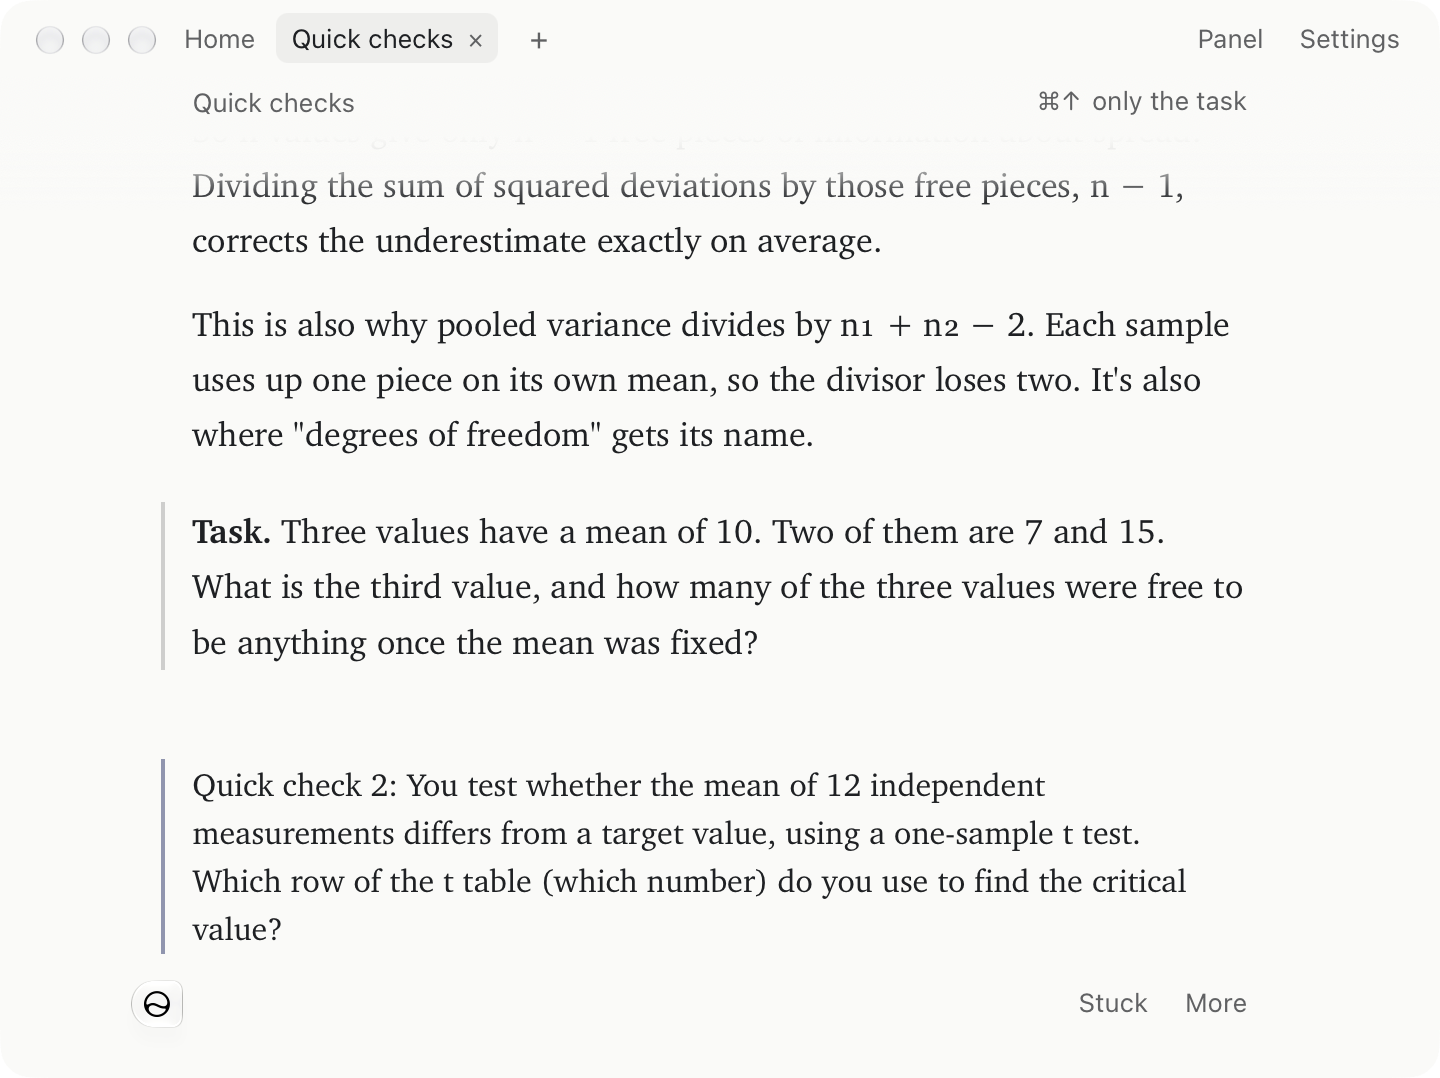 Home
Quick checks ×
+
Panel
Settings
Quick checks
⌘↑ only the task
Dividing the sum of squared deviations by those free pieces, n − 1,
corrects the underestimate exactly on average.
This is also why pooled variance divides by n₁ + n₂ − 2. Each sample
uses up one piece on its own mean, so the divisor loses two. It's also
where "degrees of freedom" gets its name.
Task. Three values have a mean of 10. Two of them are 7 and 15.
What is the third value, and how many of the three values were free to
be anything once the mean was fixed?
Quick check 2: You test whether the mean of 12 independent
measurements differs from a target value, using a one-sample t test.
Which row of the t table (which number) do you use to find the critical
value?
Stuck
More